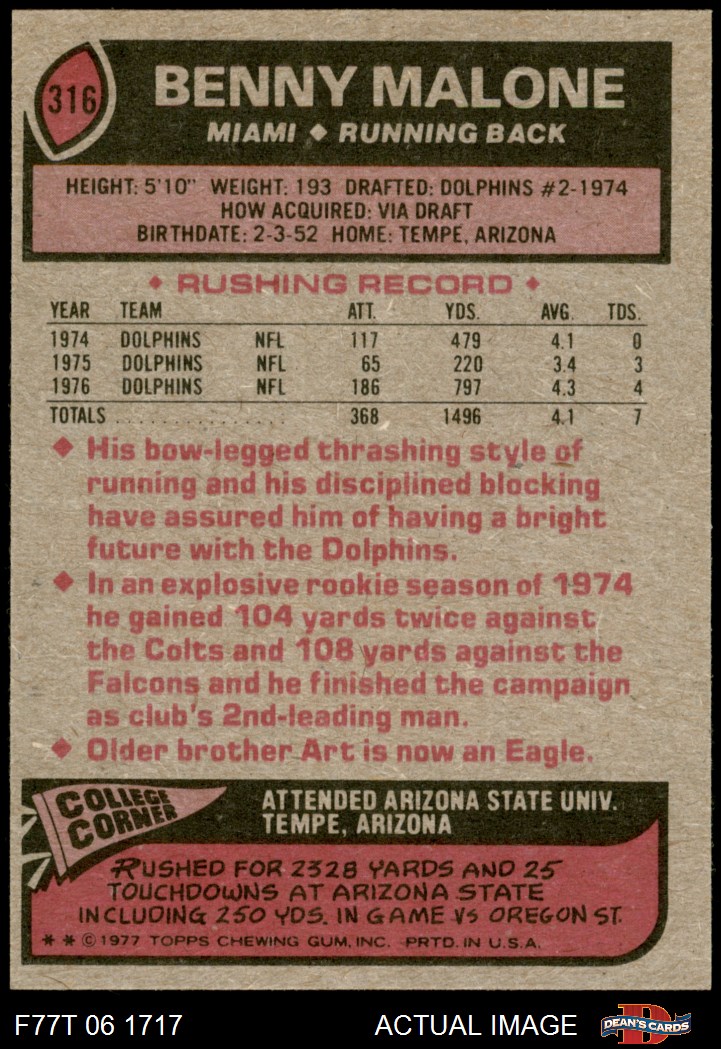 316
BENNY MALONE
MIAMI ◆ RUNNING BACK
HEIGHT: 5'10" WEIGHT: 193 DRAFTED: DOLPHINS #2-1974
HOW ACQUIRED: VIA DRAFT
BIRTHDATE: 2-3-52 HOME: TEMPE, ARIZONA
◆ RUSHING RECORD ◆
YEAR TEAM ATT. YDS. AVG. TDS.
1974 DOLPHINS NFL 117 479 4.1 0
1975 DOLPHINS NFL 65 220 3.4 3
1976 DOLPHINS NFL 186 797 4.3 4
TOTALS . . . . . . . . . . . . . . . 368 1496 4.1 7
◆ His bow-legged thrashing style of
running and his disciplined blocking
have assured him of having a bright
future with the Dolphins.
◆ In an explosive rookie season of 1974
he gained 104 yards twice against
the Colts and 108 yards against the
Falcons and he finished the campaign
as club's 2nd-leading man.
◆ Older brother Art is now an Eagle.
COLLEGE
CORNER
ATTENDED ARIZONA STATE UNIV.
TEMPE, ARIZONA
RUSHED FOR 2328 YARDS AND 25
TOUCHDOWNS AT ARIZONA STATE
INCLUDING 250 YDS. IN GAME VS OREGON ST.
* * © 1977 TOPPS CHEWING GUM, INC. PRTD. IN U.S.A.
F77T 06 1717 ACTUAL IMAGE
D
DEAN'S CARDS